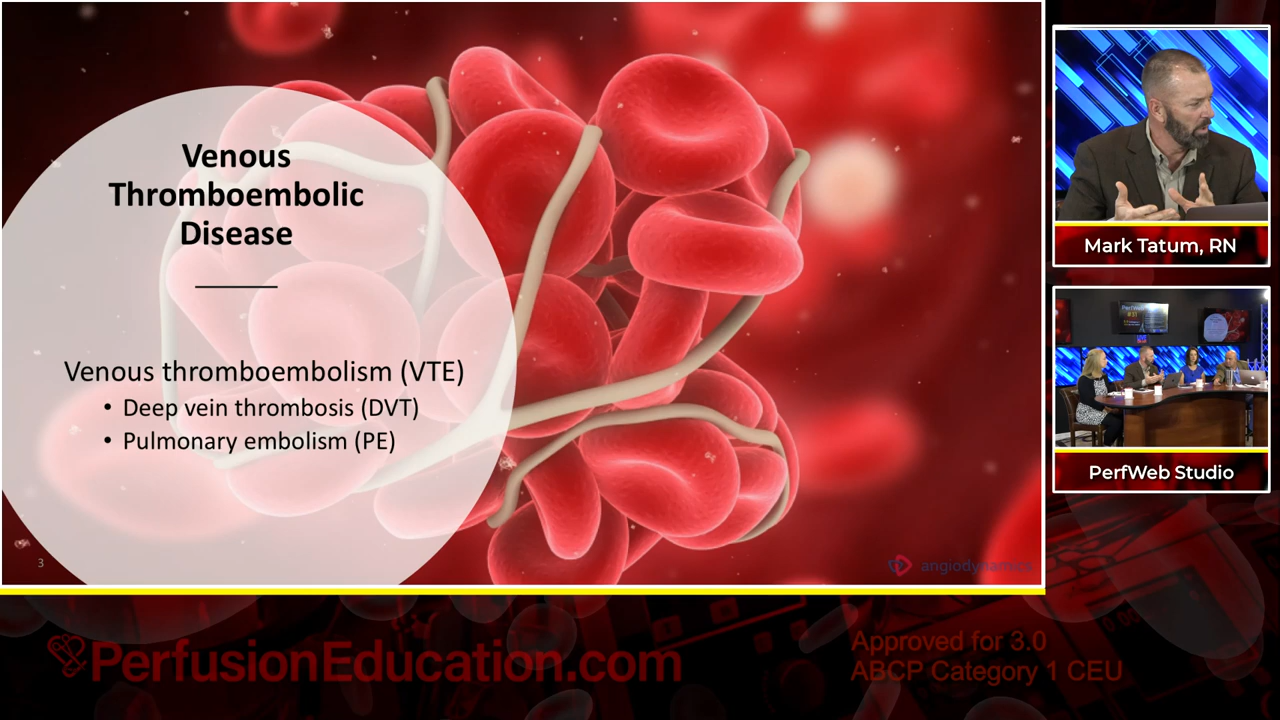 Venous
Thromboembolic
Disease
Venous thromboembolism (VTE)
• Deep vein thrombosis (DVT)
• Pulmonary embolism (PE)
3
angiodynamics
Mark Tatum, RN
PerfWeb
PerfWeb Studio
PerfusionEducation.com
Approved for 3.0
ABCP Category 1 CEU